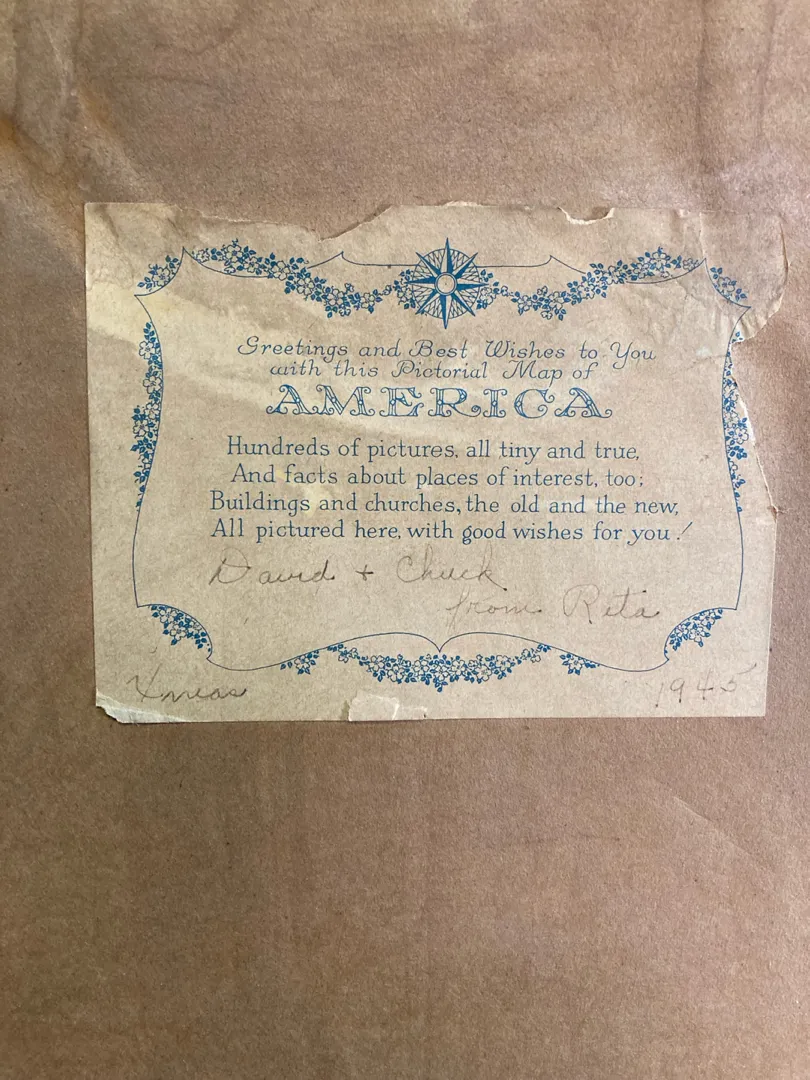 Greetings and Best Wishes to You
with this Pictorial Map of
AMERICA
Hundreds of pictures, all tiny and true,
And facts about places of interest, too;
Buildings and churches, the old and the new,
All pictured here, with good wishes for you!
David + Chuck
from Rita
Xmas 1945